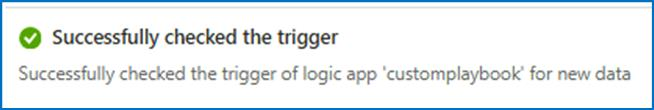 Successfully checked the trigger
Successfully checked the trigger of logic app 'customplaybook' for new data